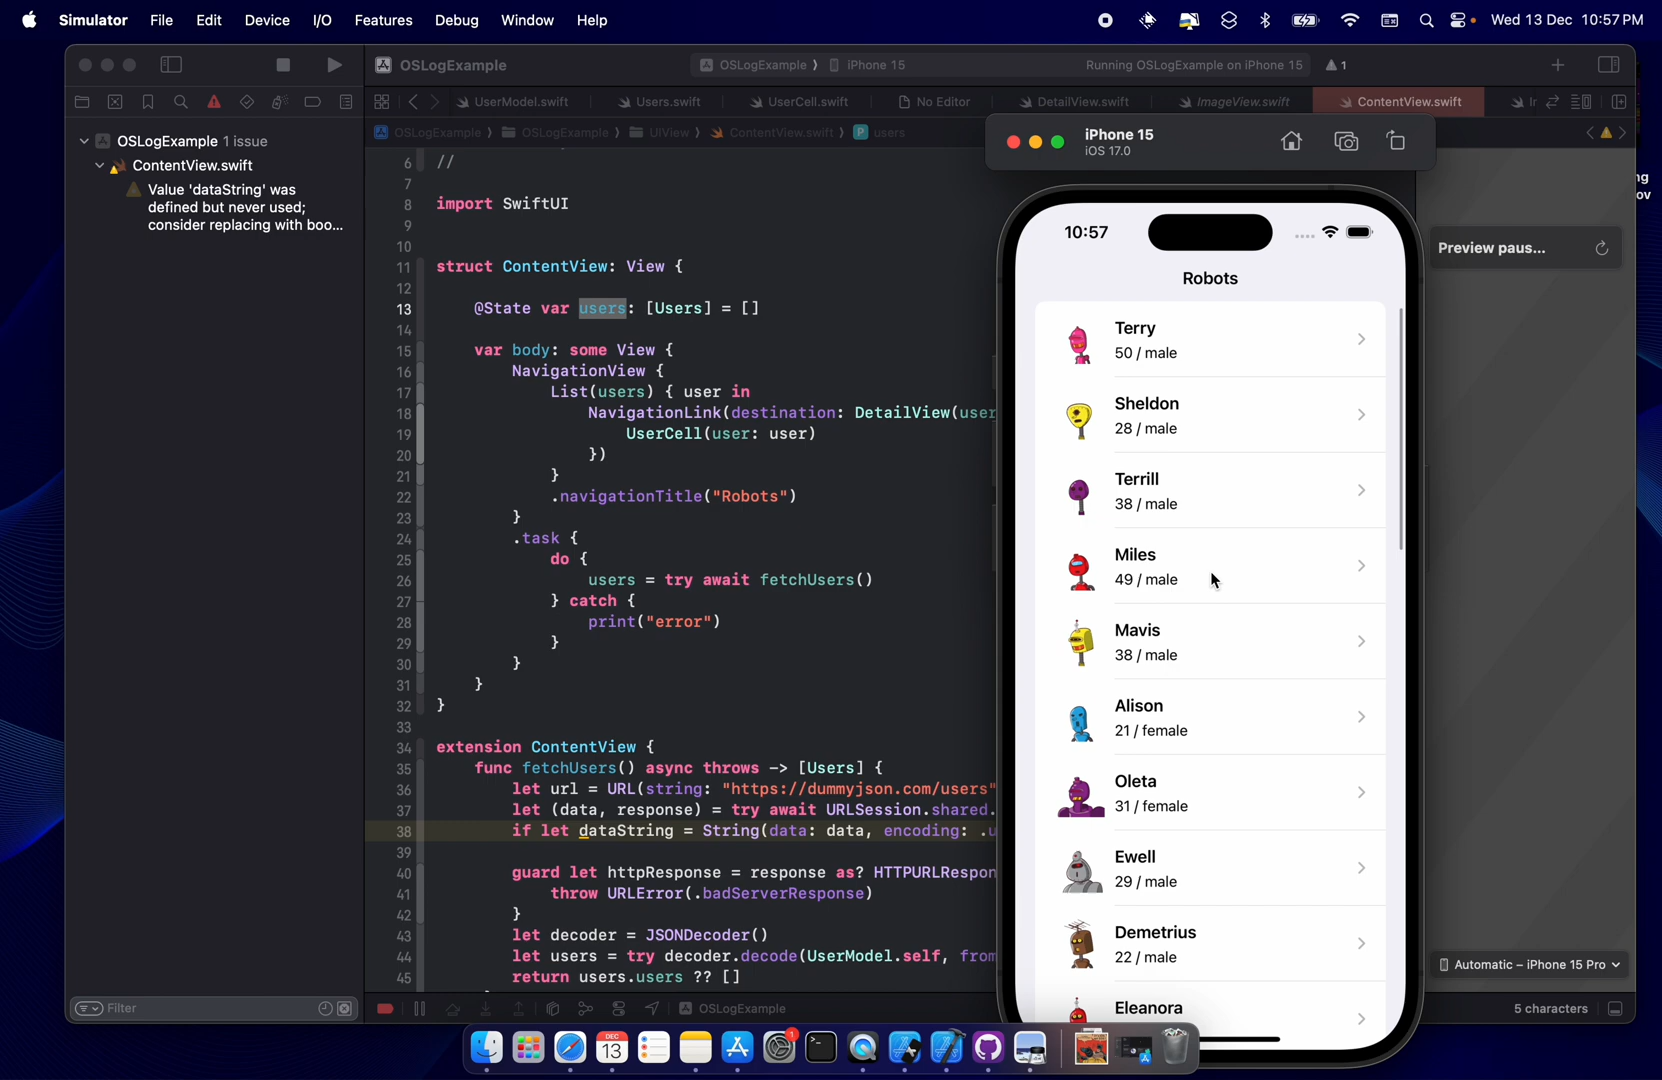 Simulator File Edit Device I/O Features Debug Window Help
Wed 13 Dec 10:57 PM
OSLogExample
OSLogExample ⟩ iPhone 15 Running OSLogExample on iPhone 15 1
UserModel.swift Users.swift UserCell.swift No Editor DetailView.swift ImageView.swift ContentView.swift
OSLogExample ⟩ OSLogExample ⟩ UIView ⟩ ContentView.swift ⟩ P users
OSLogExample 1 issue
ContentView.swift
Value 'dataString' was
defined but never used;
consider replacing with boo...
Filter
6 //
7
8 import SwiftUI
9
10
11 struct ContentView: View {
12
13 @State var users: [Users] = []
14
15 var body: some View {
16 NavigationView {
17 List(users) { user in
18 NavigationLink(destination: DetailView(user
19 UserCell(user: user)
20 })
21 }
22 .navigationTitle("Robots")
23 }
24 .task {
25 do {
26 users = try await fetchUsers()
27 } catch {
28 print("error")
29 }
30 }
31 }
32 }
33
34 extension ContentView {
35 func fetchUsers() async throws -> [Users] {
36 let url = URL(string: "https://dummyjson.com/users"
37 let (data, response) = try await URLSession.shared.
38 if let dataString = String(data: data, encoding: .u
39
40 guard let httpResponse = response as? HTTPURLRespon
41 throw URLError(.badServerResponse)
42 }
43 let decoder = JSONDecoder()
44 let users = try decoder.decode(UserModel.self, from
45 return users.users ?? []
OSLogExample
iPhone 15
iOS 17.0
10:57
Robots
Terry
50 / male
Sheldon
28 / male
Terrill
38 / male
Miles
49 / male
Mavis
38 / male
Alison
21 / female
Oleta
31 / female
Ewell
29 / male
Demetrius
22 / male
Eleanora
Preview paus...
Automatic – iPhone 15 Pro
5 characters
DEC
13
1